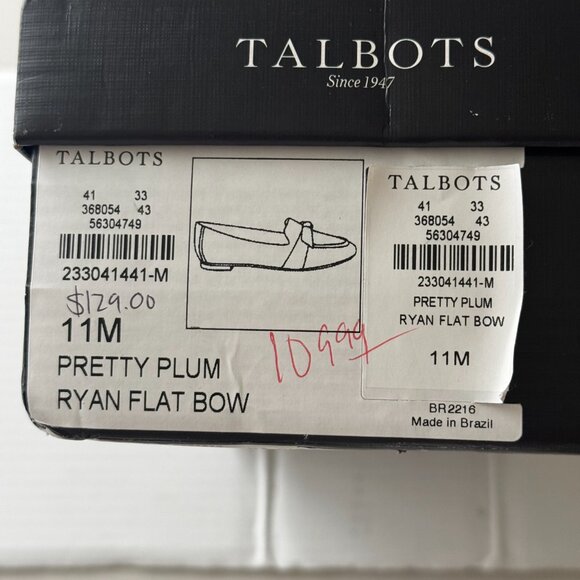 TALBOTS
Since 1947
TALBOTS
41 33
368054 43
56304749
233041441-M
$129.00
11M
PRETTY PLUM
RYAN FLAT BOW
10999
TALBOTS
41 33
368054 43
56304749
233041441-M
PRETTY PLUM
RYAN FLAT BOW
11M
BR2216
Made in Brazil